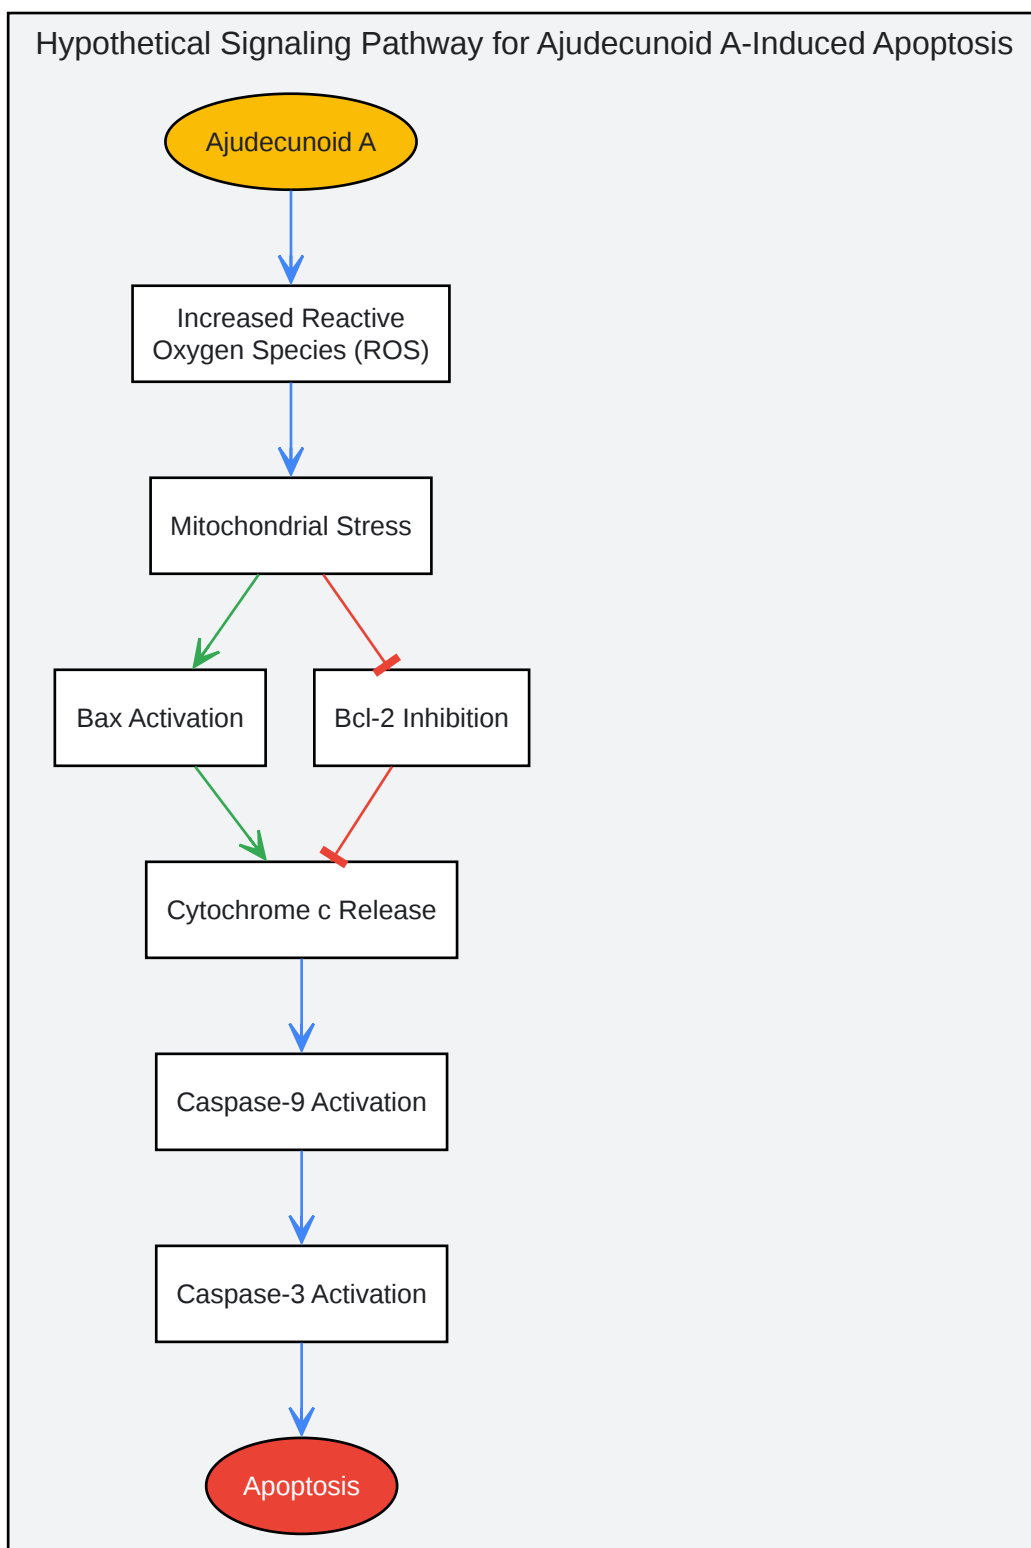 Hypothetical Signaling Pathway for Ajudecunoid A-Induced Apoptosis
Ajudecunoid A
Increased Reactive
Oxygen Species (ROS)
Mitochondrial Stress
Bax Activation
Bcl-2 Inhibition
Cytochrome c Release
Caspase-9 Activation
Caspase-3 Activation
Apoptosis